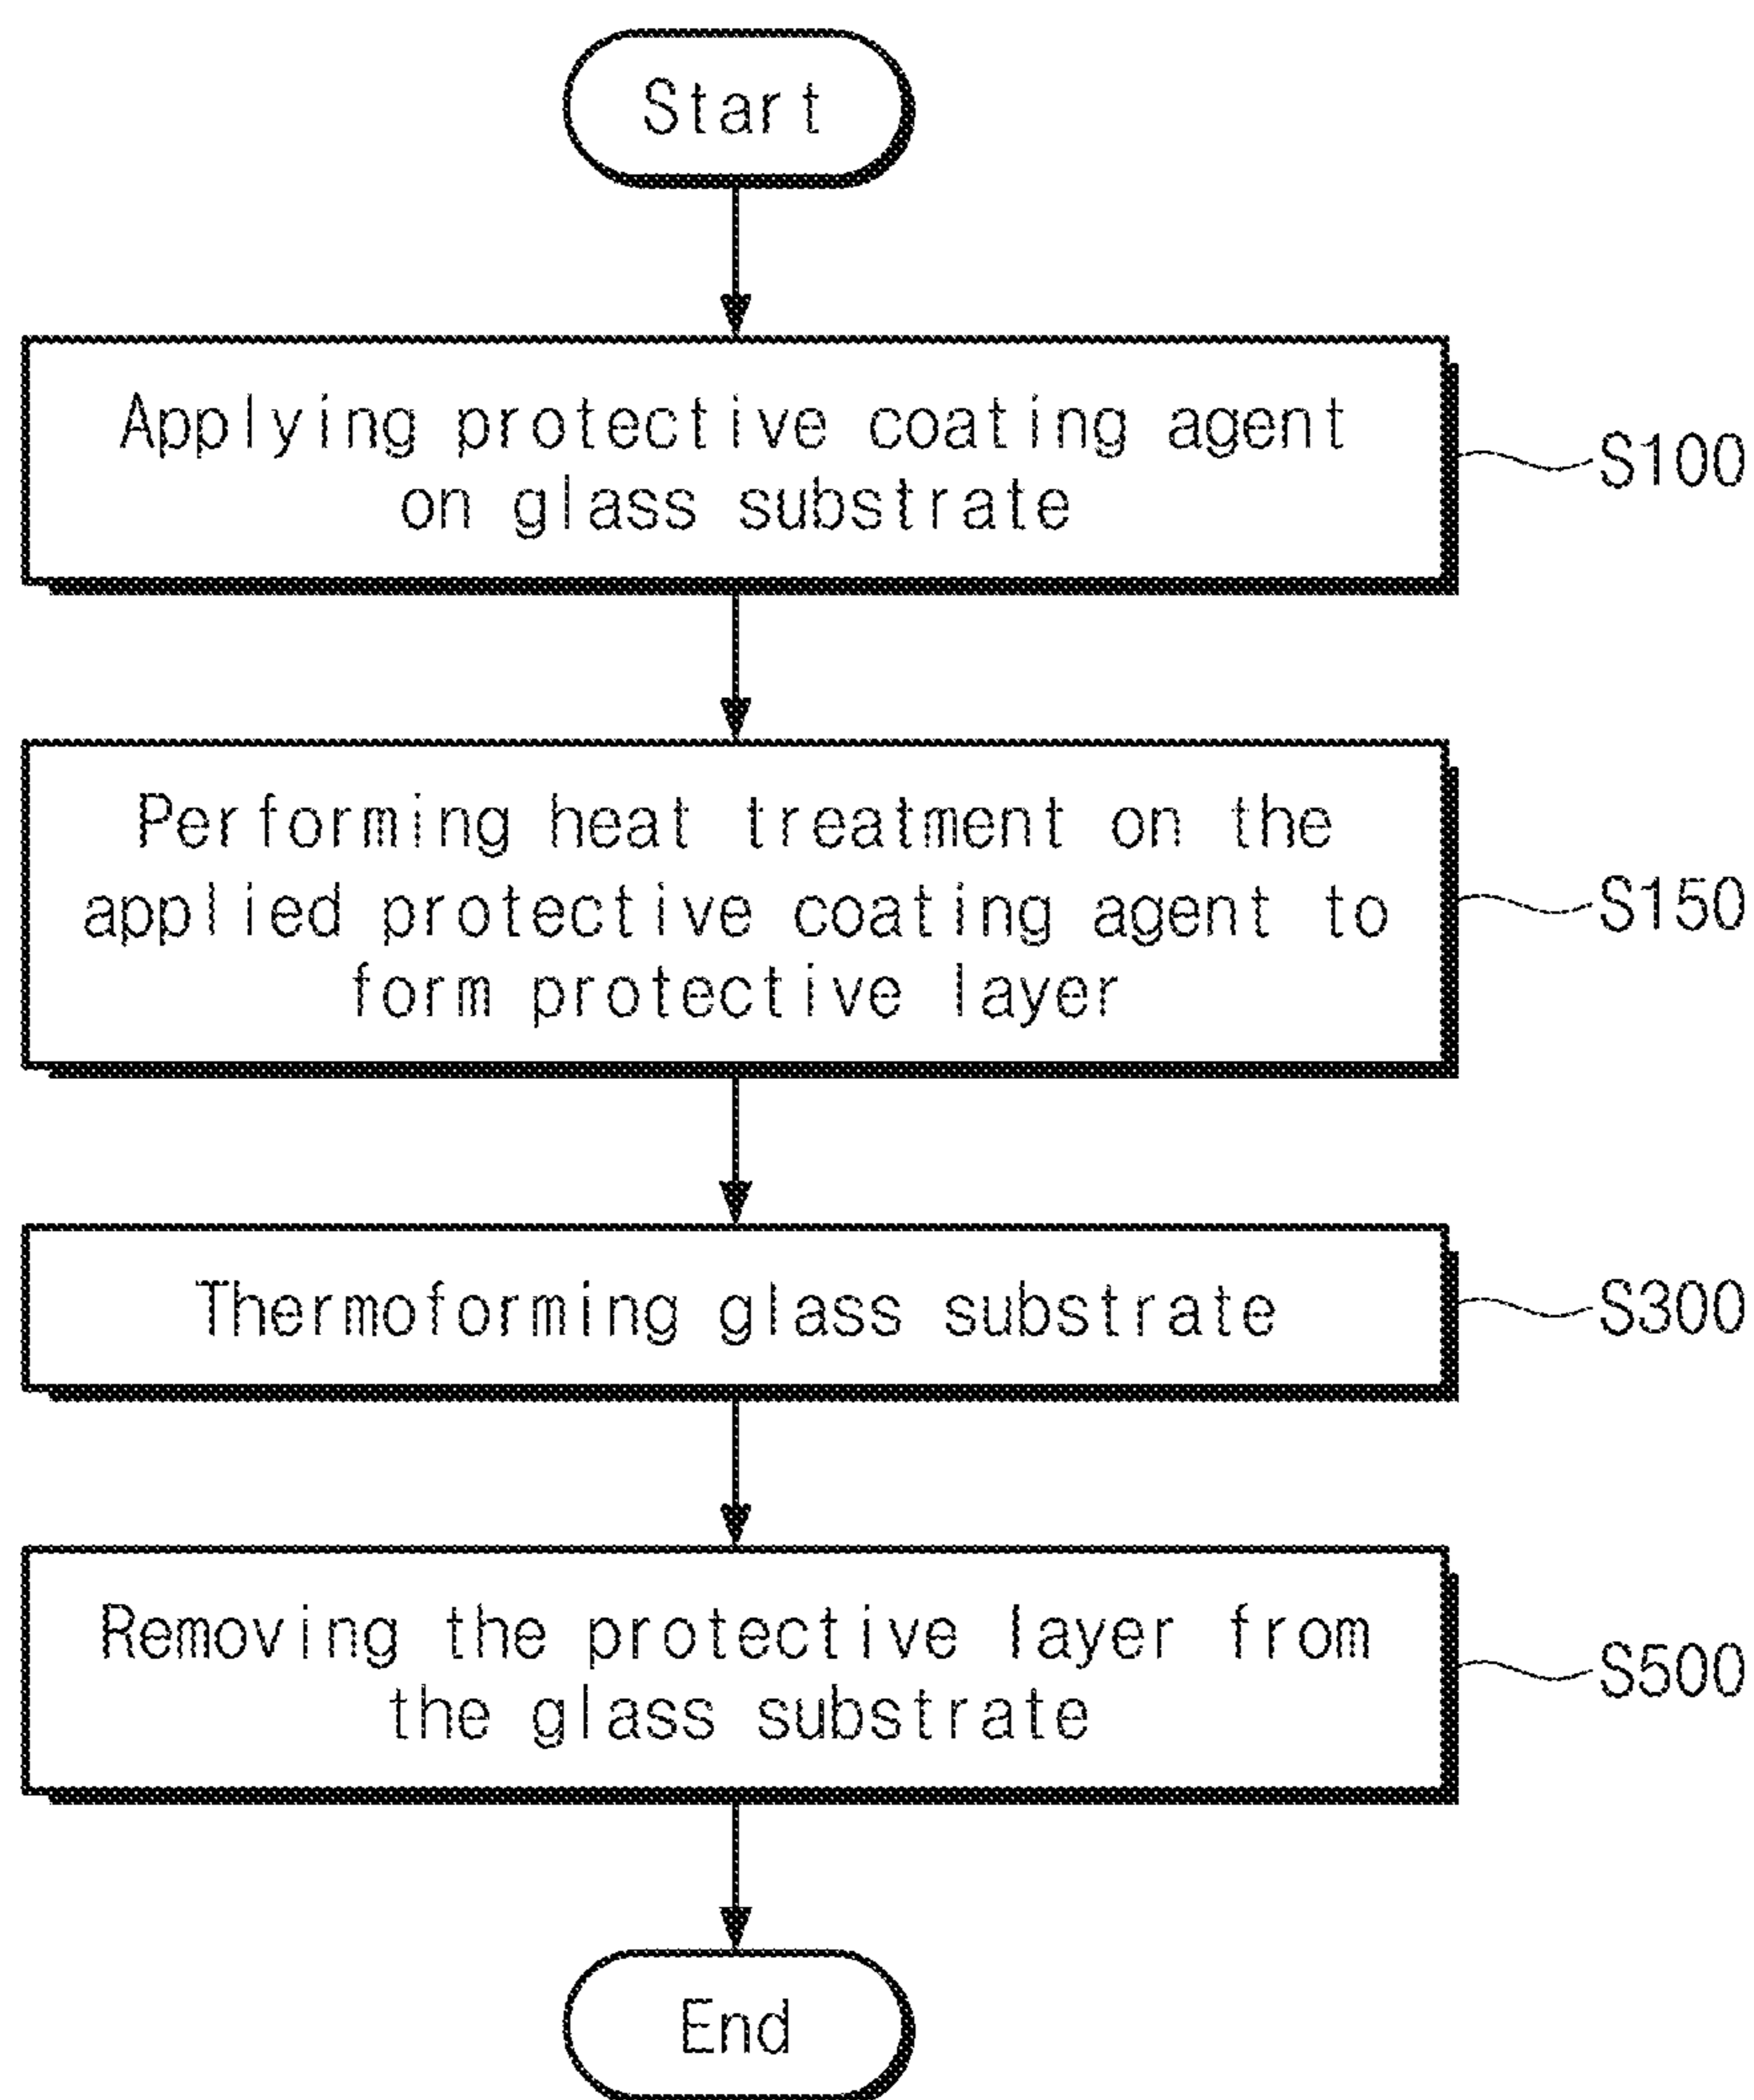 Start
Applying protective coating agent
on glass substrate
S100
Performing heat treatment on the
applied protective coating agent to
form protective layer
S150
Thermoforming glass substrate
S300
Removing the protective layer from
the glass substrate
S500
End